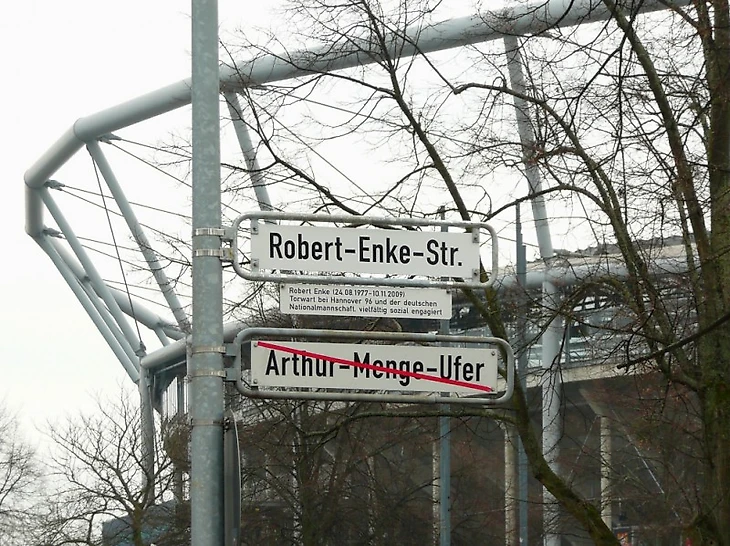 Robert-Enke-Str.
Robert Enke (24.08.1977-10.11.2009)
Torwart bei Hannover 96 und der deutschen
Nationalmannschaft, vielfältig sozial engagiert
Arthur-Menge-Ufer